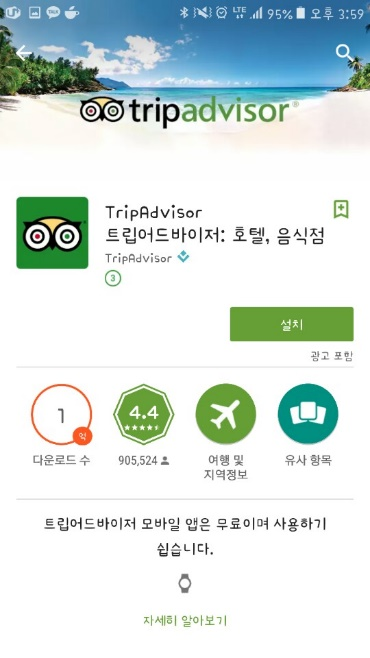 LTE 95% 오후 3:59
tripadvisor®
TripAdvisor
트립어드바이저: 호텔, 음식점
TripAdvisor
3
설치
광고 포함
1
억
4.4
다운로드 수
905,524
여행 및
지역정보
유사 항목
트립어드바이저 모바일 앱은 무료이며 사용하기
쉽습니다.
자세히 알아보기